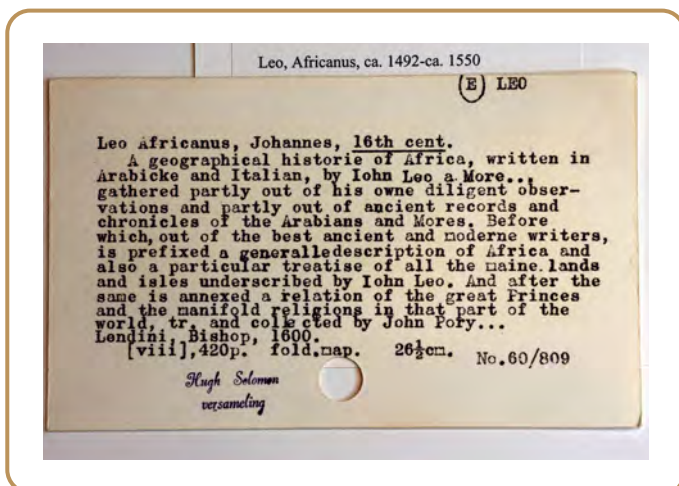 Leo, Africanus, ca. 1492-ca. 1550
(E) LEO
Leo Africanus, Johannes, 16th cent.
A geographical historie of Africa, written in
Arabicke and Italian, by Iohn Leo a More...
gathered partly out of his owne diligent obser-
vations and partly out of ancient records and
chronicles of the Arabians and Mores. Before
which, out of the best ancient and moderne writers,
is prefixed a generalledescription of Africa and
also a particular treatise of all the maine lands
and isles underscribed by Iohn Leo. And after the
same is annexed a relation of the great Princes
and the manifold religions in that part of the
world, tr. and collected by John Pory...
Londini, Bishop, 1600.
[viii],420p. fold.map. 26½cm. No.60/809
Hugh Solomon
versameling